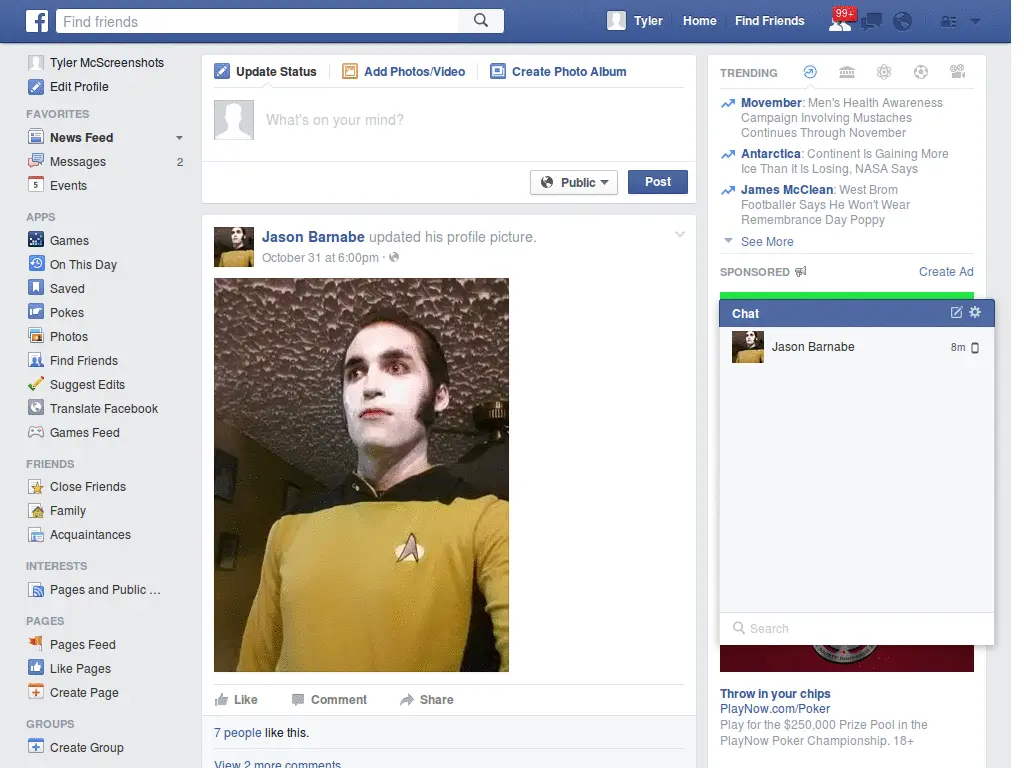 f
Find friends
Tyler
Home
Find Friends
99+
Tyler McScreenshots
Edit Profile
FAVORITES
News Feed
Messages 2
5 Events
APPS
Games
On This Day
Saved
Pokes
Photos
Find Friends
Suggest Edits
Translate Facebook
Games Feed
FRIENDS
Close Friends
Family
Acquaintances
INTERESTS
Pages and Public ...
PAGES
Pages Feed
Like Pages
Create Page
GROUPS
Create Group
Update Status
Add Photos/Video
Create Photo Album
What's on your mind?
Public
Post
Jason Barnabe updated his profile picture.
October 31 at 6:00pm ·
Like
Comment
Share
7 people like this.
View 2 more comments
TRENDING
Movember: Men's Health Awareness
Campaign Involving Mustaches
Continues Through November
Antarctica: Continent Is Gaining More
Ice Than It Is Losing, NASA Says
James McClean: West Brom
Footballer Says He Won't Wear
Remembrance Day Poppy
See More
SPONSORED
Create Ad
Chat
Jason Barnabe 8m
Search
Throw in your chips
PlayNow.com/Poker
Play for the $250,000 Prize Pool in the
PlayNow Poker Championship. 18+